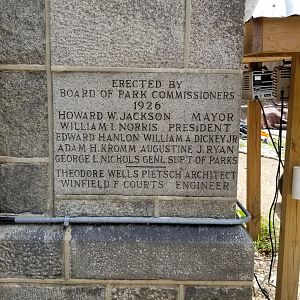 ERECTED BY
BOARD OF PARK COMMISSIONERS
1926
HOWARD W. JACKSON MAYOR
WILLIAM I. NORRIS PRESIDENT
EDWARD HANLON WILLIAM A. DICKEY JR
ADAM H. KROMM AUGUSTINE J. RYAN
GEORGE L. NICHOLS GENL SUP'T OF PARKS
THEODORE WELLS PIETSCH ARCHITECT
WINFIELD F. COURTS ENGINEER